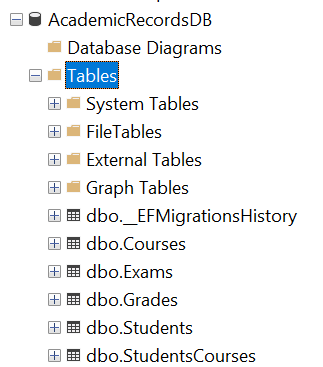 AcademicRecordsDB
Database Diagrams
Tables
System Tables
FileTables
External Tables
Graph Tables
dbo.__EFMigrationsHistory
dbo.Courses
dbo.Exams
dbo.Grades
dbo.Students
dbo.StudentsCourses